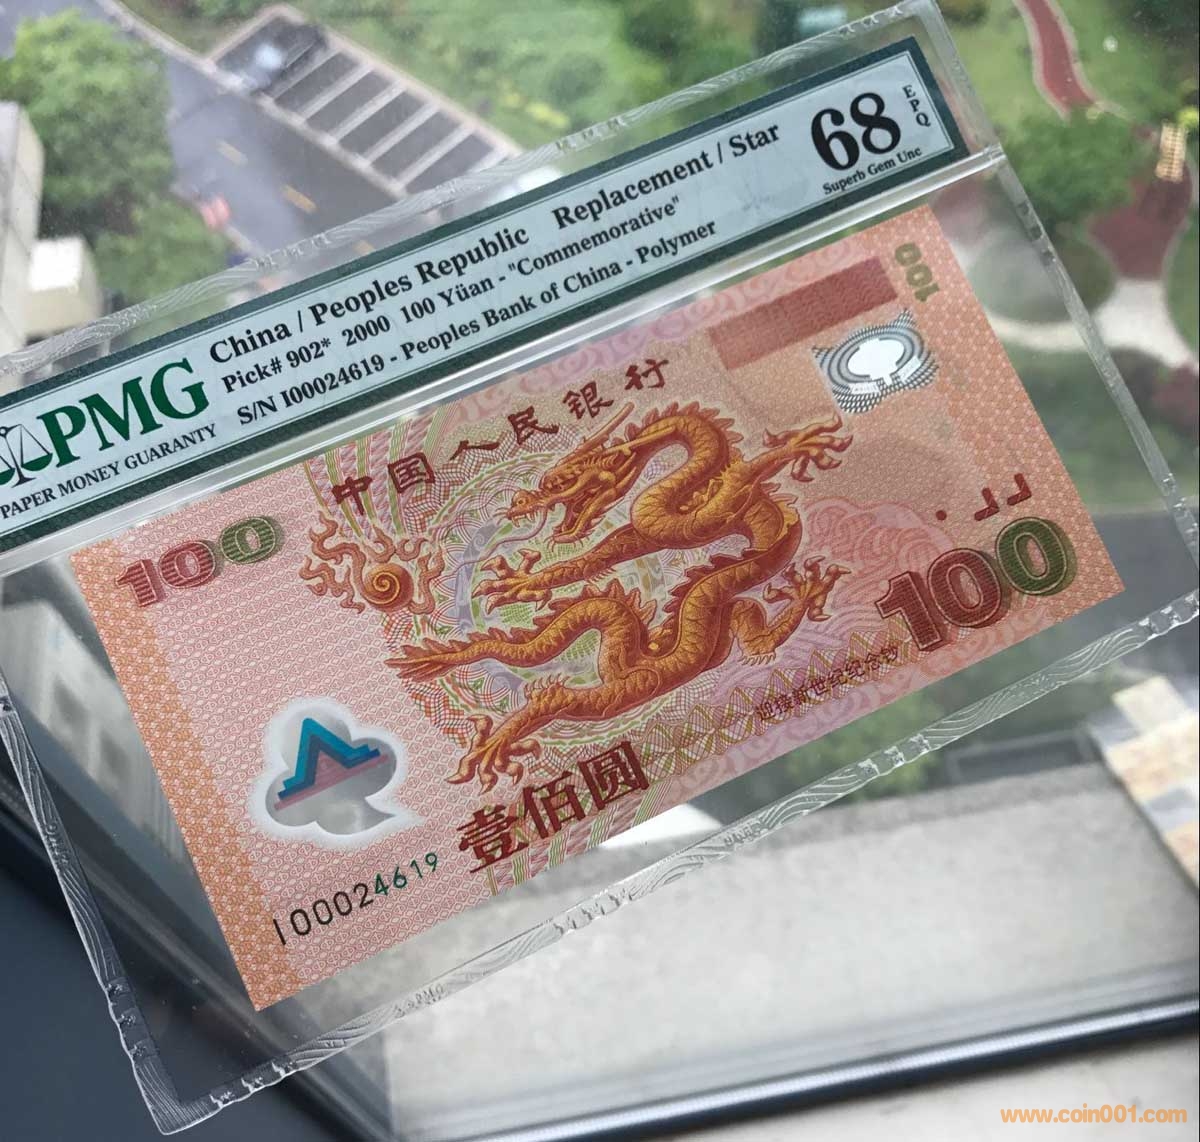 PMG
PAPER MONEY GUARANTY
China / Peoples Republic Replacement / Star
Pick# 902* 2000 100 Yüan - "Commemorative"
S/N I00024619 - Peoples Bank of China - Polymer
68
EPQ
Superb Gem Unc
中国人民银行
100
100
100
迎接新世纪纪念钞
壹佰圆
I00024619
PMG
www.coin001.com